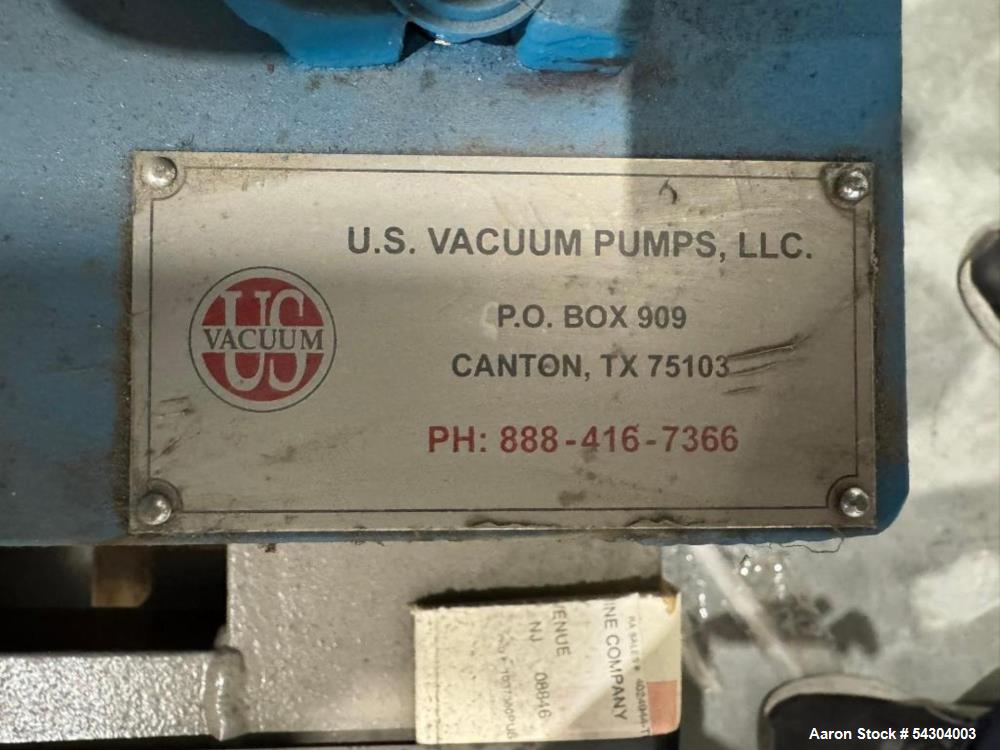 U.S. VACUUM PUMPS, LLC.
US
VACUUM
P.O. BOX 909
CANTON, TX 75103
PH: 888-416-7366
INE COMPANY
ENUE
NJ 08846
Aaron Stock # 54304003